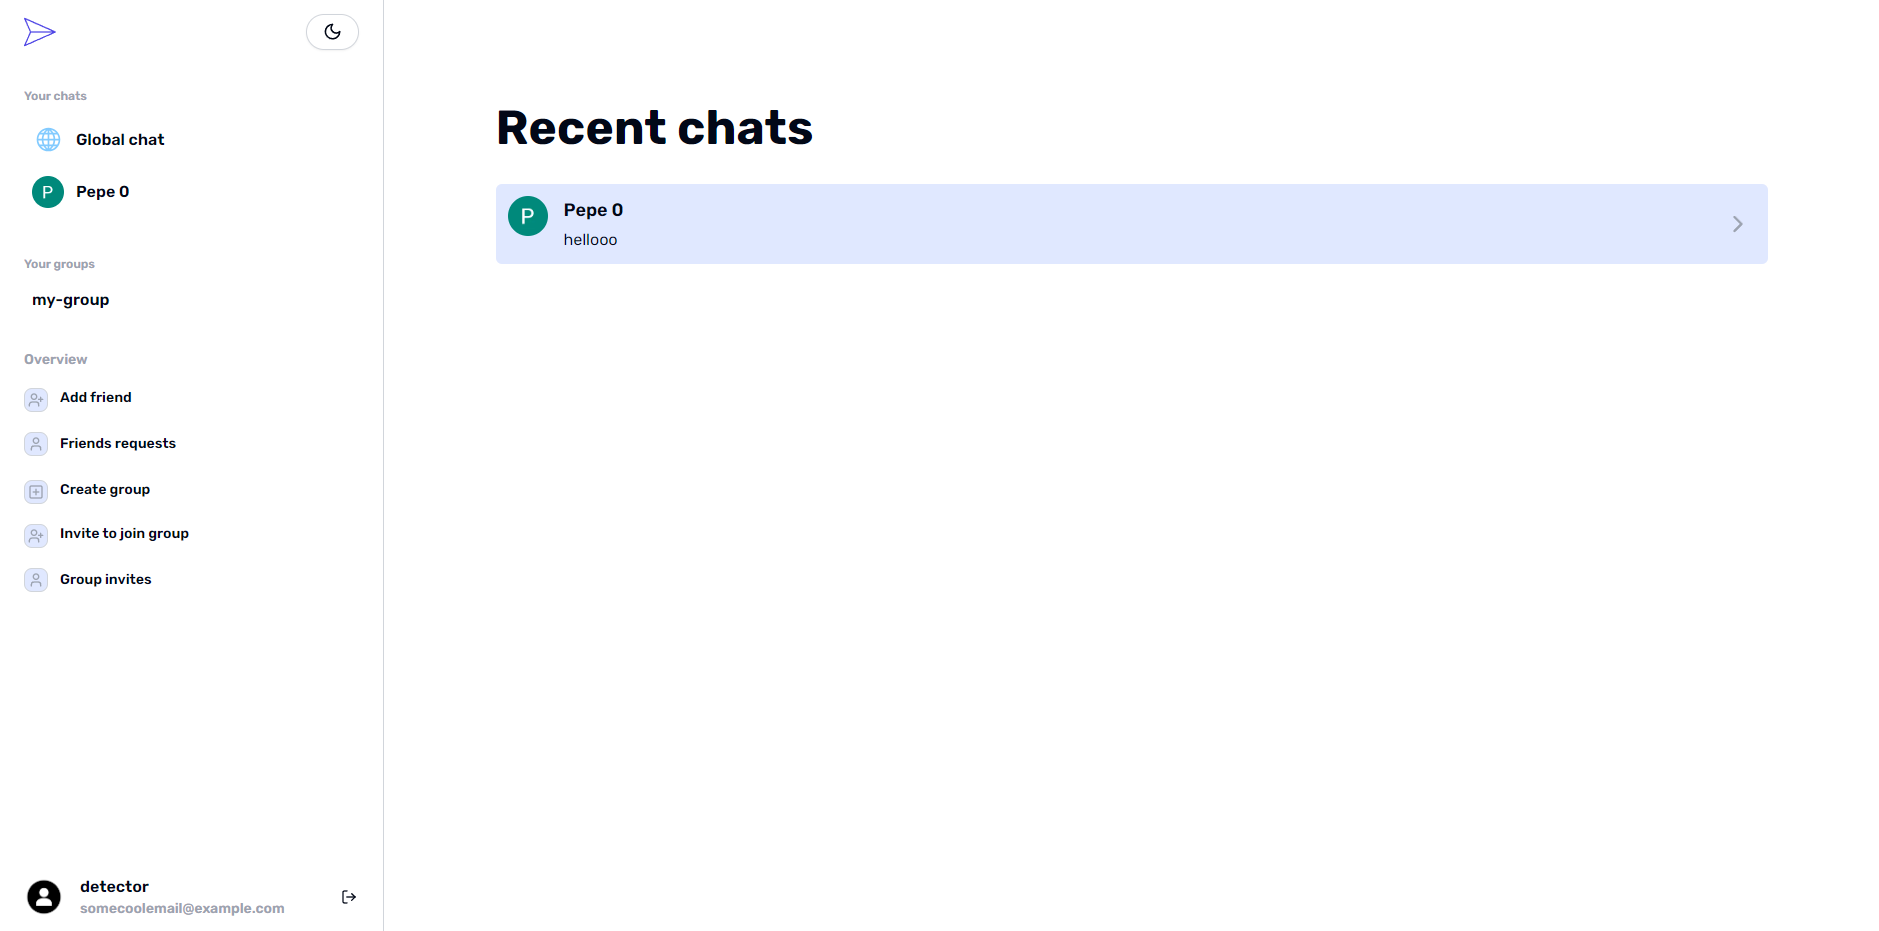 Your chats
Global chat
P
Pepe 0
Your groups
my-group
Overview
Add friend
Friends requests
Create group
Invite to join group
Group invites
detector
somecoolemail@example.com
Recent chats
P
Pepe 0
hellooo